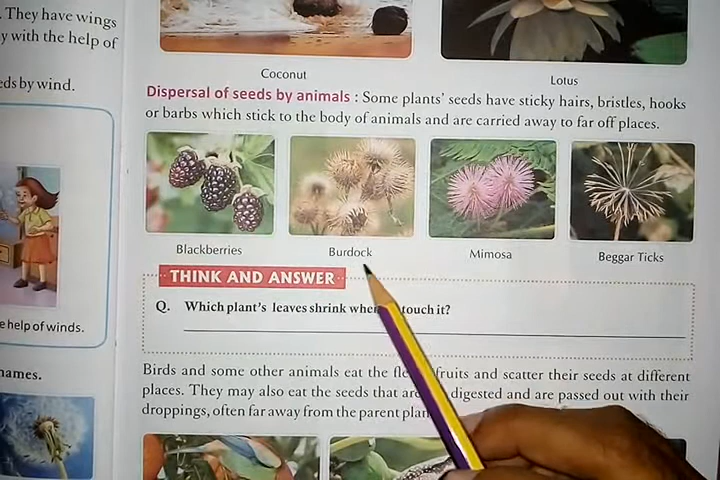 . They have wings
y with the help of
eds by wind.
e help of winds.
names.
Coconut
Lotus
Dispersal of seeds by animals : Some plants' seeds have sticky hairs, bristles, hooks
or barbs which stick to the body of animals and are carried away to far off places.
Blackberries
Burdock
Mimosa
Beggar Ticks
THINK AND ANSWER
Q. Which plant's leaves shrink when touch it?
Birds and some other animals eat the fruits and scatter their seeds at different
places. They may also eat the seeds that are digested and are passed out with their
droppings, often far away from the parent